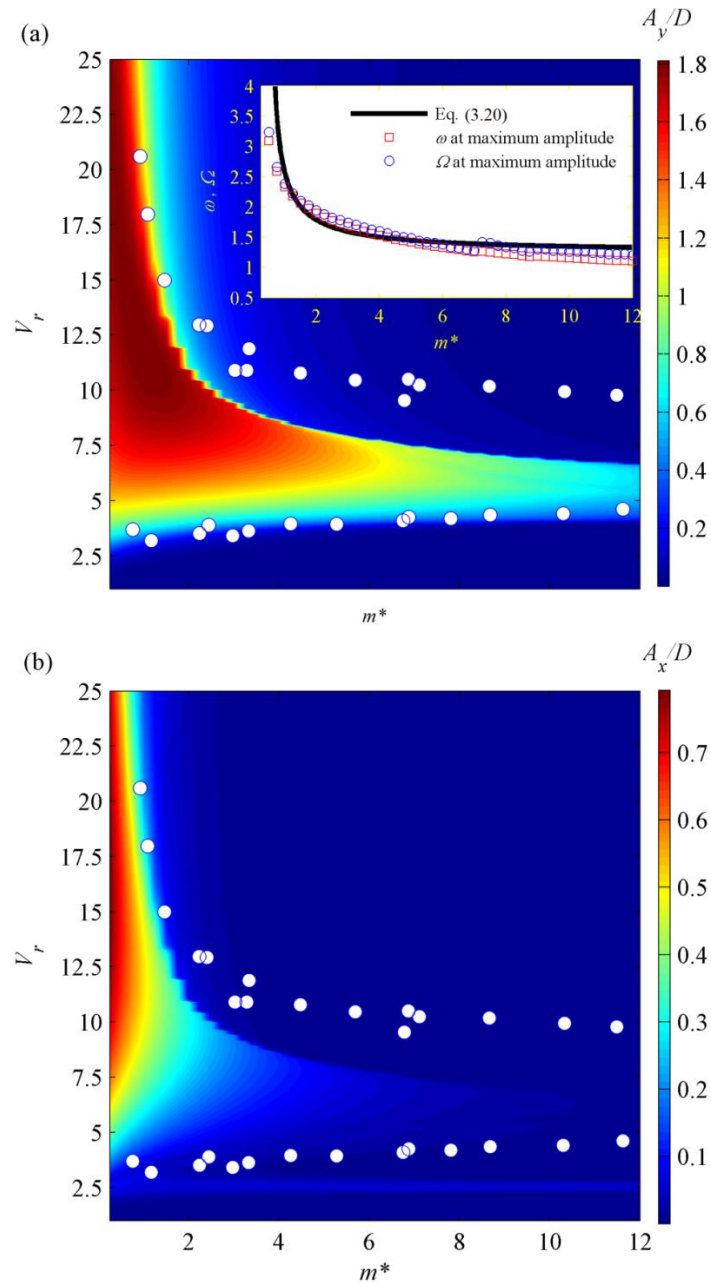 (a)
A_y/D
25
22.5
20
17.5
15
12.5
10
7.5
5
2.5
V_r
4
3.5
3
2.5
2
1.5
1
0.5
ω, Ω
Eq. (3.20)
ω at maximum amplitude
Ω at maximum amplitude
2 4 6 8 10 12
m*
1.8
1.6
1.4
1.2
1
0.8
0.6
0.4
0.2
m*
(b)
A_x/D
25
22.5
20
17.5
15
12.5
10
7.5
5
2.5
V_r
0.7
0.6
0.5
0.4
0.3
0.2
0.1
2 4 6 8 10 12
m*